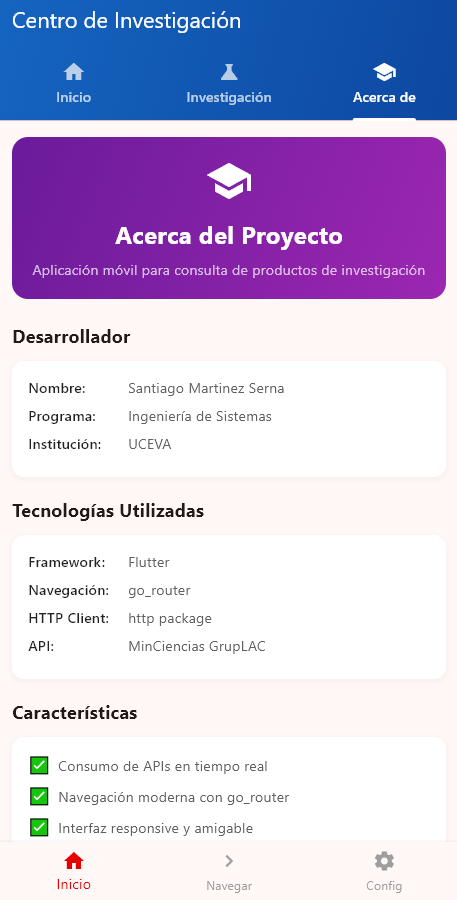 Centro de Investigación
Inicio
Investigación
Acerca de
Acerca del Proyecto
Aplicación móvil para consulta de productos de investigación
Desarrollador
Nombre: Santiago Martinez Serna
Programa: Ingeniería de Sistemas
Institución: UCEVA
Tecnologías Utilizadas
Framework: Flutter
Navegación: go_router
HTTP Client: http package
API: MinCiencias GrupLAC
Características
✅ Consumo de APIs en tiempo real
✅ Navegación moderna con go_router
✅ Interfaz responsive y amigable
Inicio
Navegar
Config